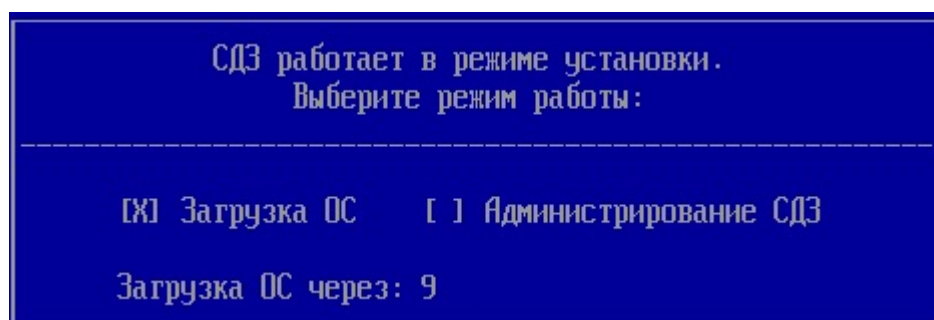 СДЗ работает в режиме установки.
Выберите режим работы:
[X] Загрузка ОС [ ] Администрирование СДЗ
Загрузка ОС через: 9